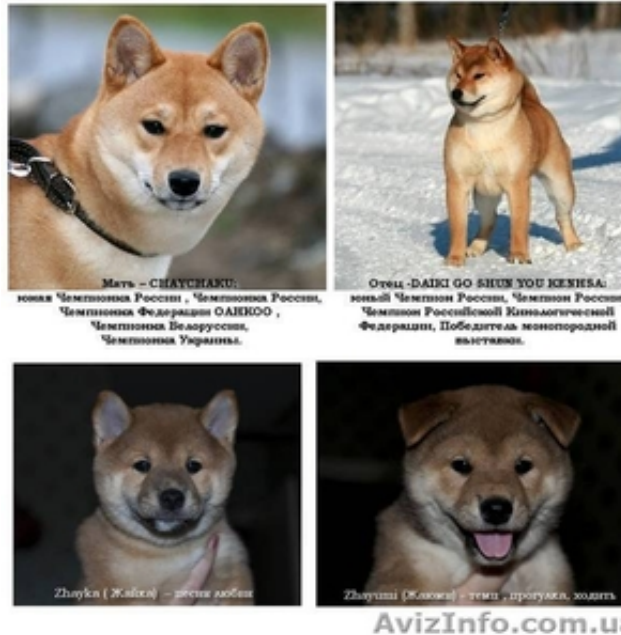 Мать – CHAYCHAKU:
юная Чемпионка России , Чемпионка России,
Чемпионка Федерации ОАНКОО ,
Чемпионка Белоруссии,
Чемпионка Украины.
Отец -DAIKI GO SHUN YOU KENHSA:
юный Чемпион России, Чемпион России
Чемпион Российской Кинологической
Федерации, Победитель монопородной
выставки.
Zhayka ( Жайка) – песня любви
Zhayumi (Жаюми) - темп , прогулка, ходить
AvizInfo.com.ua